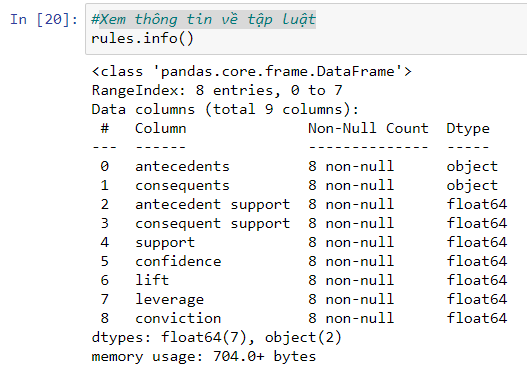 In [20]: #Xem thông tin về tập luật
rules.info()
<class 'pandas.core.frame.DataFrame'>
RangeIndex: 8 entries, 0 to 7
Data columns (total 9 columns):
 #   Column              Non-Null Count  Dtype
---  ------              --------------  -----
 0   antecedents         8 non-null      object
 1   consequents         8 non-null      object
 2   antecedent support  8 non-null      float64
 3   consequent support  8 non-null      float64
 4   support             8 non-null      float64
 5   confidence          8 non-null      float64
 6   lift                8 non-null      float64
 7   leverage            8 non-null      float64
 8   conviction          8 non-null      float64
dtypes: float64(7), object(2)
memory usage: 704.0+ bytes